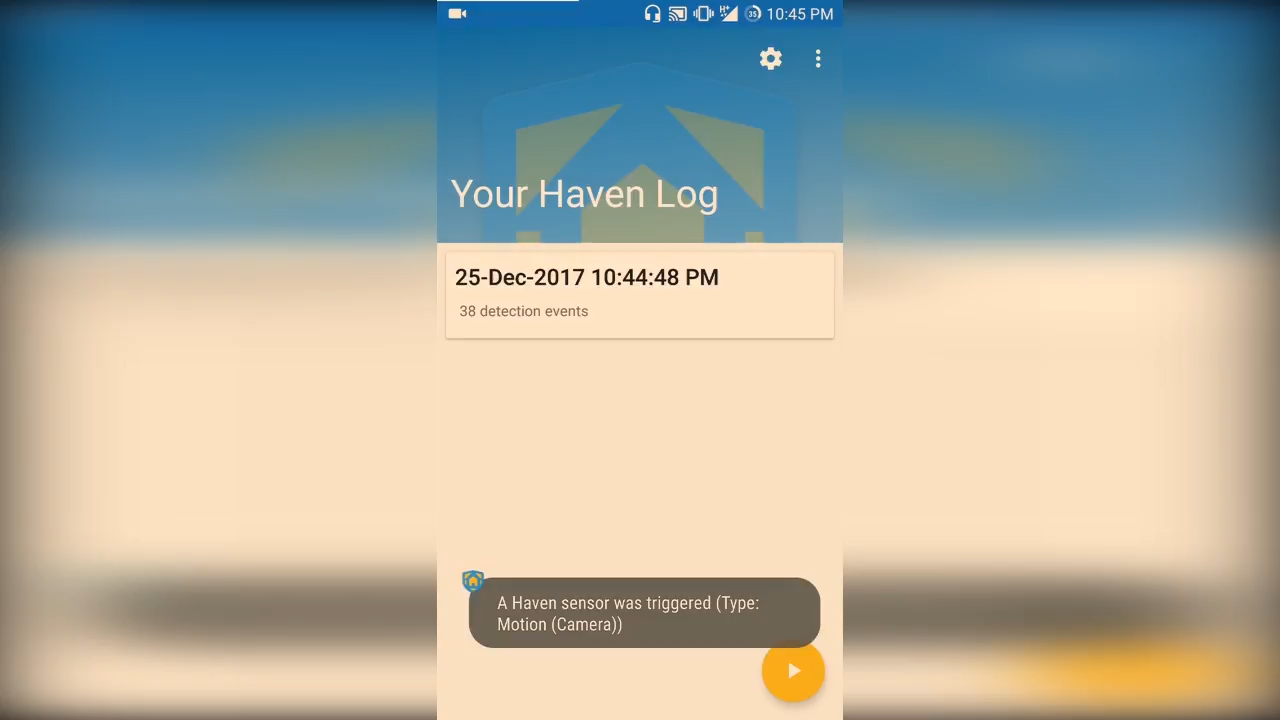 H+
35
10:45 PM
Your Haven Log
25-Dec-2017 10:44:48 PM
38 detection events
A Haven sensor was triggered (Type:
Motion (Camera))